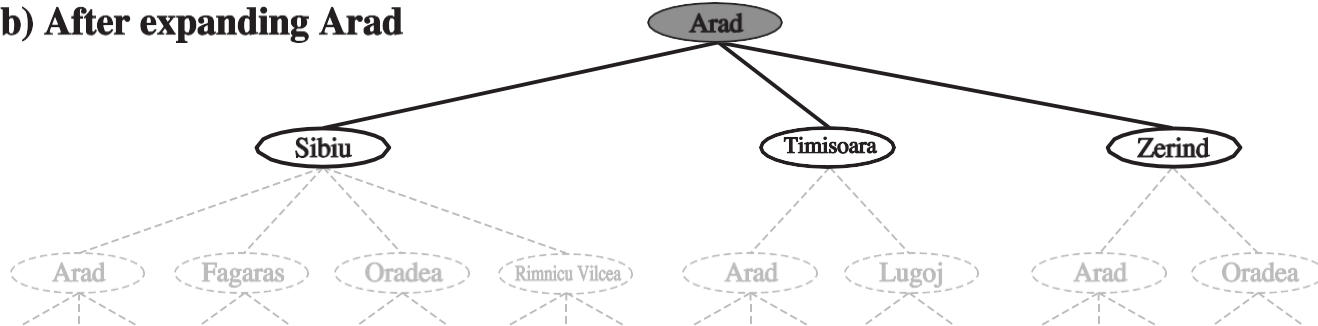 b) After expanding Arad
Arad
Sibiu
Timisoara
Zerind
Arad
Fagaras
Oradea
Rimnicu Vilcea
Arad
Lugoj
Arad
Oradea